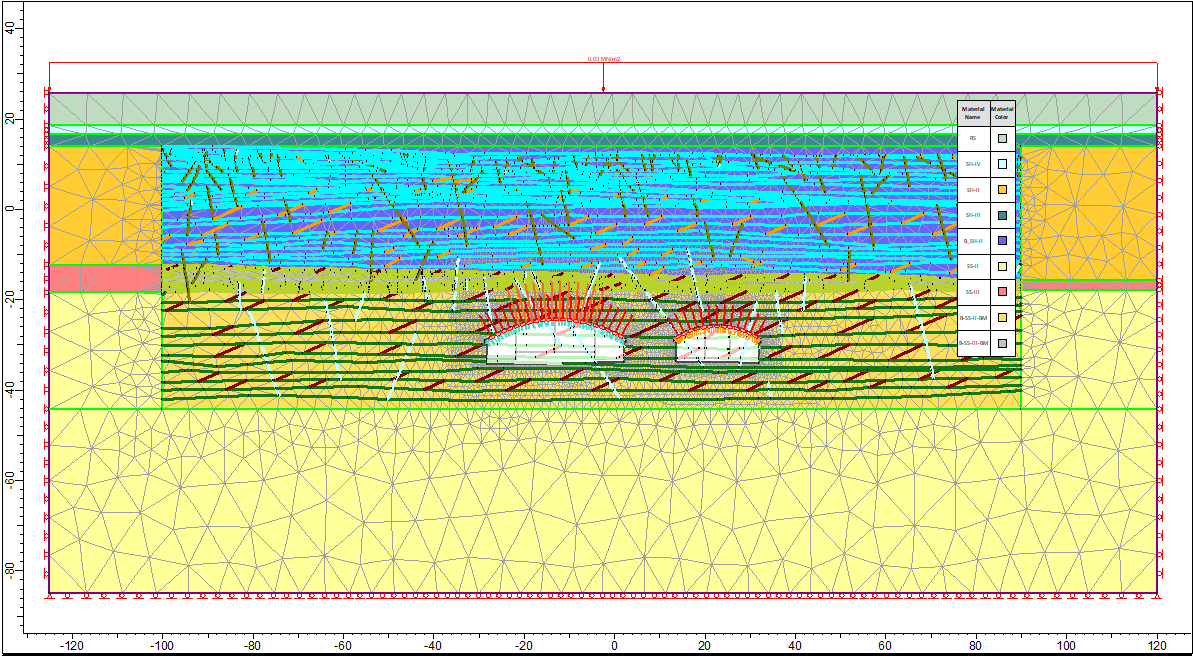 0.03 MN/m2
40
20
0
-20
-40
-60
-80
Material Name
Material Color
RS
SH-IV
SH-II
SH-III
B_SH-II
SS-II
SS-III
B-SS-II-BM
B-SS-III-BM
-120
-100
-80
-60
-40
-20
0
20
40
60
80
100
120